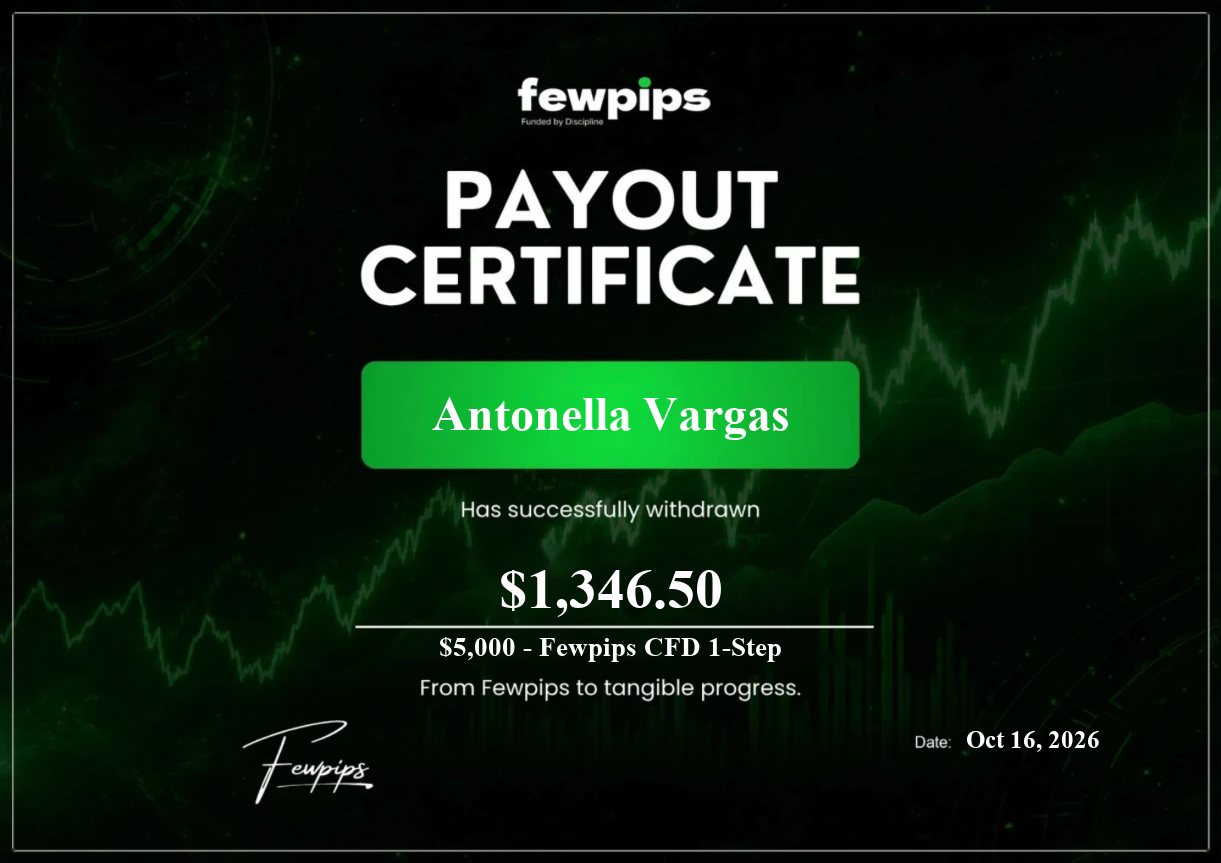 fewpips
Funded by Discipline
PAYOUT
CERTIFICATE
Antonella Vargas
Has successfully withdrawn
$1,346.50
$5,000 - Fewpips CFD 1-Step
From Fewpips to tangible progress.
Fewpips
Date: Oct 16, 2026